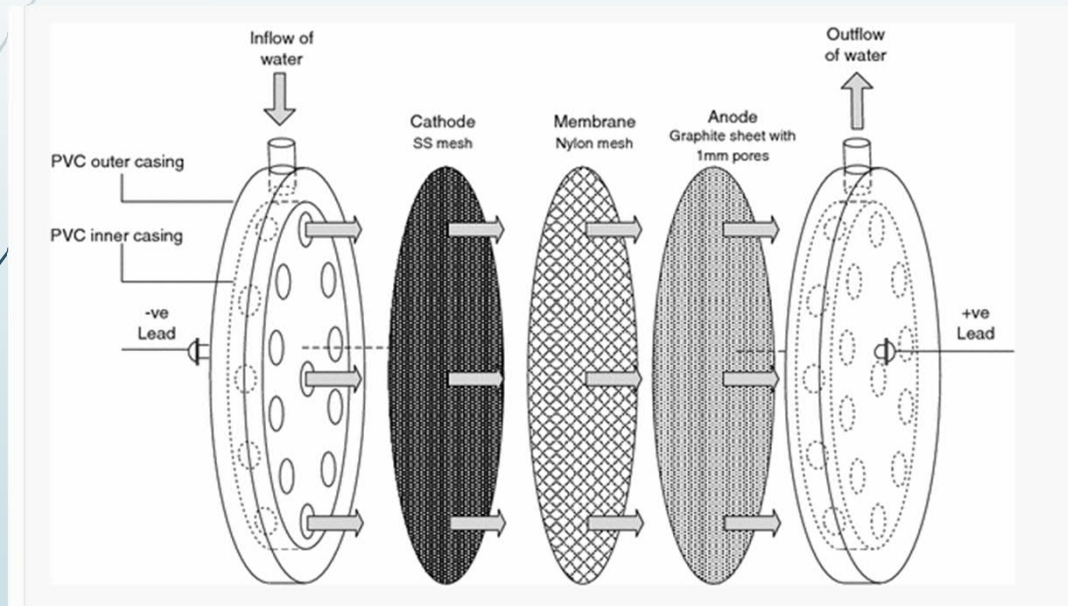 Inflow of
water
Outflow
of water
Cathode
SS mesh
Membrane
Nylon mesh
Anode
Graphite sheet with
1mm pores
PVC outer casing
PVC inner casing
-ve
Lead
+ve
Lead